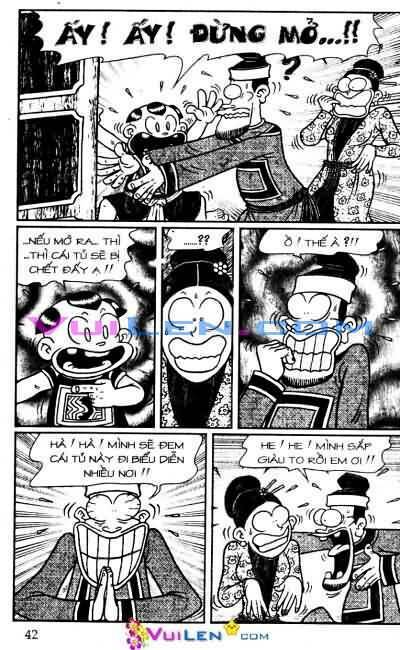 ẤY! ẤY! ĐỪNG MỞ...!!
?
..NẾU MỞ RA... THÌ
..THÌ CÁI TỦ SẼ BỊ
CHẾT ĐẤY Ạ!!
......??
Ồ! THẾ À?!!
VuiLen.com
HÀ! HÀ! MÌNH SẼ ĐEM
CÁI TỦ NÀY ĐI BIỂU DIỄN
NHIỀU NƠI!!
HE! HE! MÌNH SẮP
GIÀU TO RỒI EM ƠI!!
42
VuiLen.com